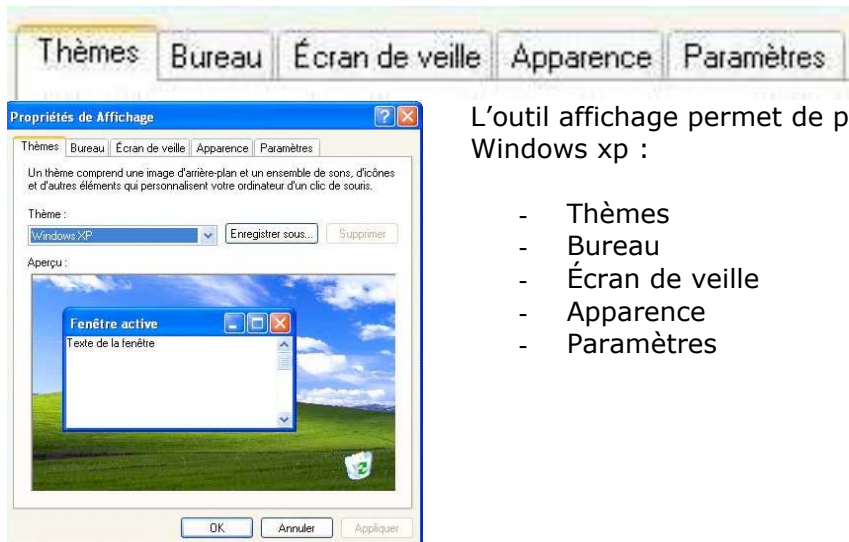 Thèmes Bureau Écran de veille Apparence Paramètres
Propriétés de Affichage
Thèmes Bureau Écran de veille Apparence Paramètres
Un thème comprend une image d'arrière-plan et un ensemble de sons, d'icônes
et d'autres éléments qui personnalisent votre ordinateur d'un clic de souris.
Thème :
Windows XP Enregistrer sous... Supprimer
Aperçu :
Fenêtre active
Texte de la fenêtre
OK Annuler Appliquer
L'outil affichage permet de p
Windows xp :
- Thèmes
- Bureau
- Écran de veille
- Apparence
- Paramètres